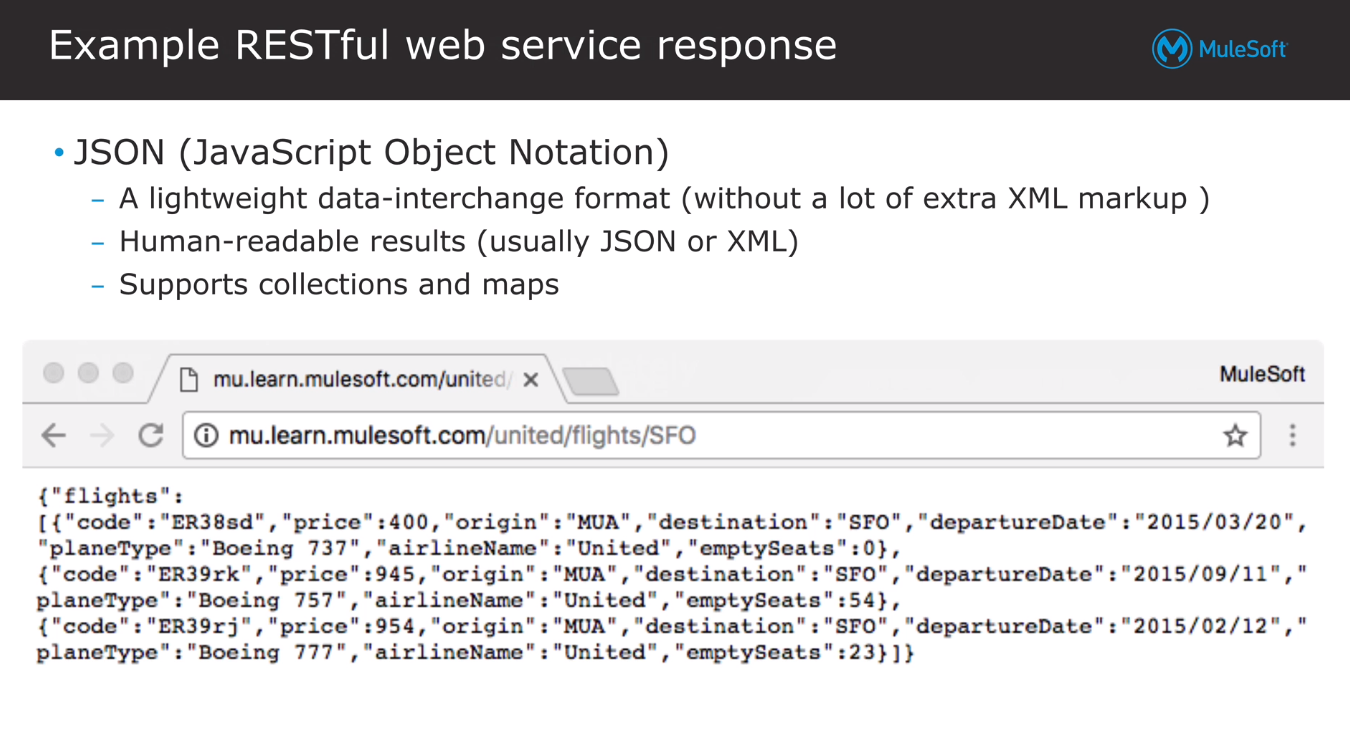 Example RESTful web service response
MuleSoft
• JSON (JavaScript Object Notation)
– A lightweight data-interchange format (without a lot of extra XML markup )
– Human-readable results (usually JSON or XML)
– Supports collections and maps
mu.learn.mulesoft.com/united/
MuleSoft
mu.learn.mulesoft.com/united/flights/SFO
{"flights":
[{"code":"ER38sd","price":400,"origin":"MUA","destination":"SFO","departureDate":"2015/03/20",
"planeType":"Boeing 737","airlineName":"United","emptySeats":0},
{"code":"ER39rk","price":945,"origin":"MUA","destination":"SFO","departureDate":"2015/09/11","
planeType":"Boeing 757","airlineName":"United","emptySeats":54},
{"code":"ER39rj","price":954,"origin":"MUA","destination":"SFO","departureDate":"2015/02/12","
planeType":"Boeing 777","airlineName":"United","emptySeats":23}]}